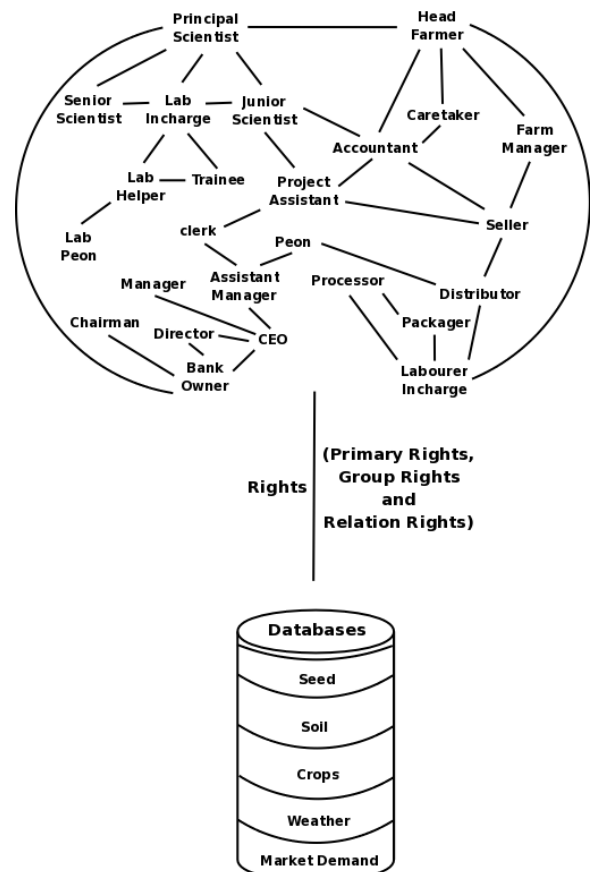 Principal
Scientist
Head
Farmer
Senior
Scientist
Lab
Incharge
Junior
Scientist
Caretaker
Accountant
Farm
Manager
Lab
Helper
Trainee
Project
Assistant
Seller
Lab
Peon
clerk
Peon
Manager
Assistant
Manager
Processor
Distributor
Chairman
Director
CEO
Packager
Bank
Owner
Labourer
Incharge
Rights
(Primary Rights,
Group Rights
and
Relation Rights)
Databases
Seed
Soil
Crops
Weather
Market Demand